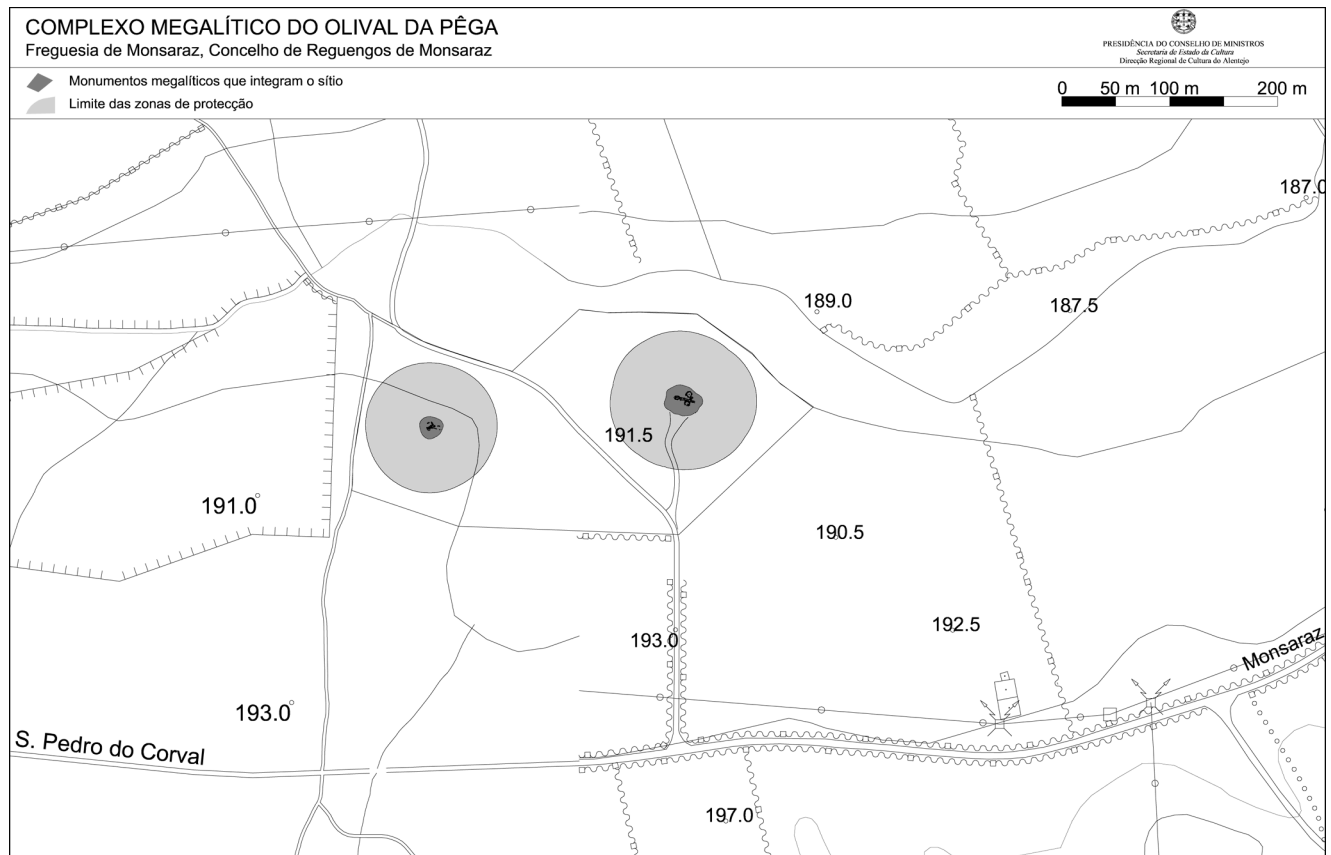 COMPLEXO MEGALÍTICO DO OLIVAL DA PÊGA
Freguesia de Monsaraz, Concelho de Reguengos de Monsaraz
PRESIDÊNCIA DO CONSELHO DE MINISTROS
Secretaria de Estado da Cultura
Direcção Regional de Cultura do Alentejo
Monumentos megalíticos que integram o sítio
Limite das zonas de protecção
0 50 m 100 m 200 m
187.0
189.0
187.5
191.5
191.0
190.5
192.5
193.0
Monsaraz
193.0
S. Pedro do Corval
197.0